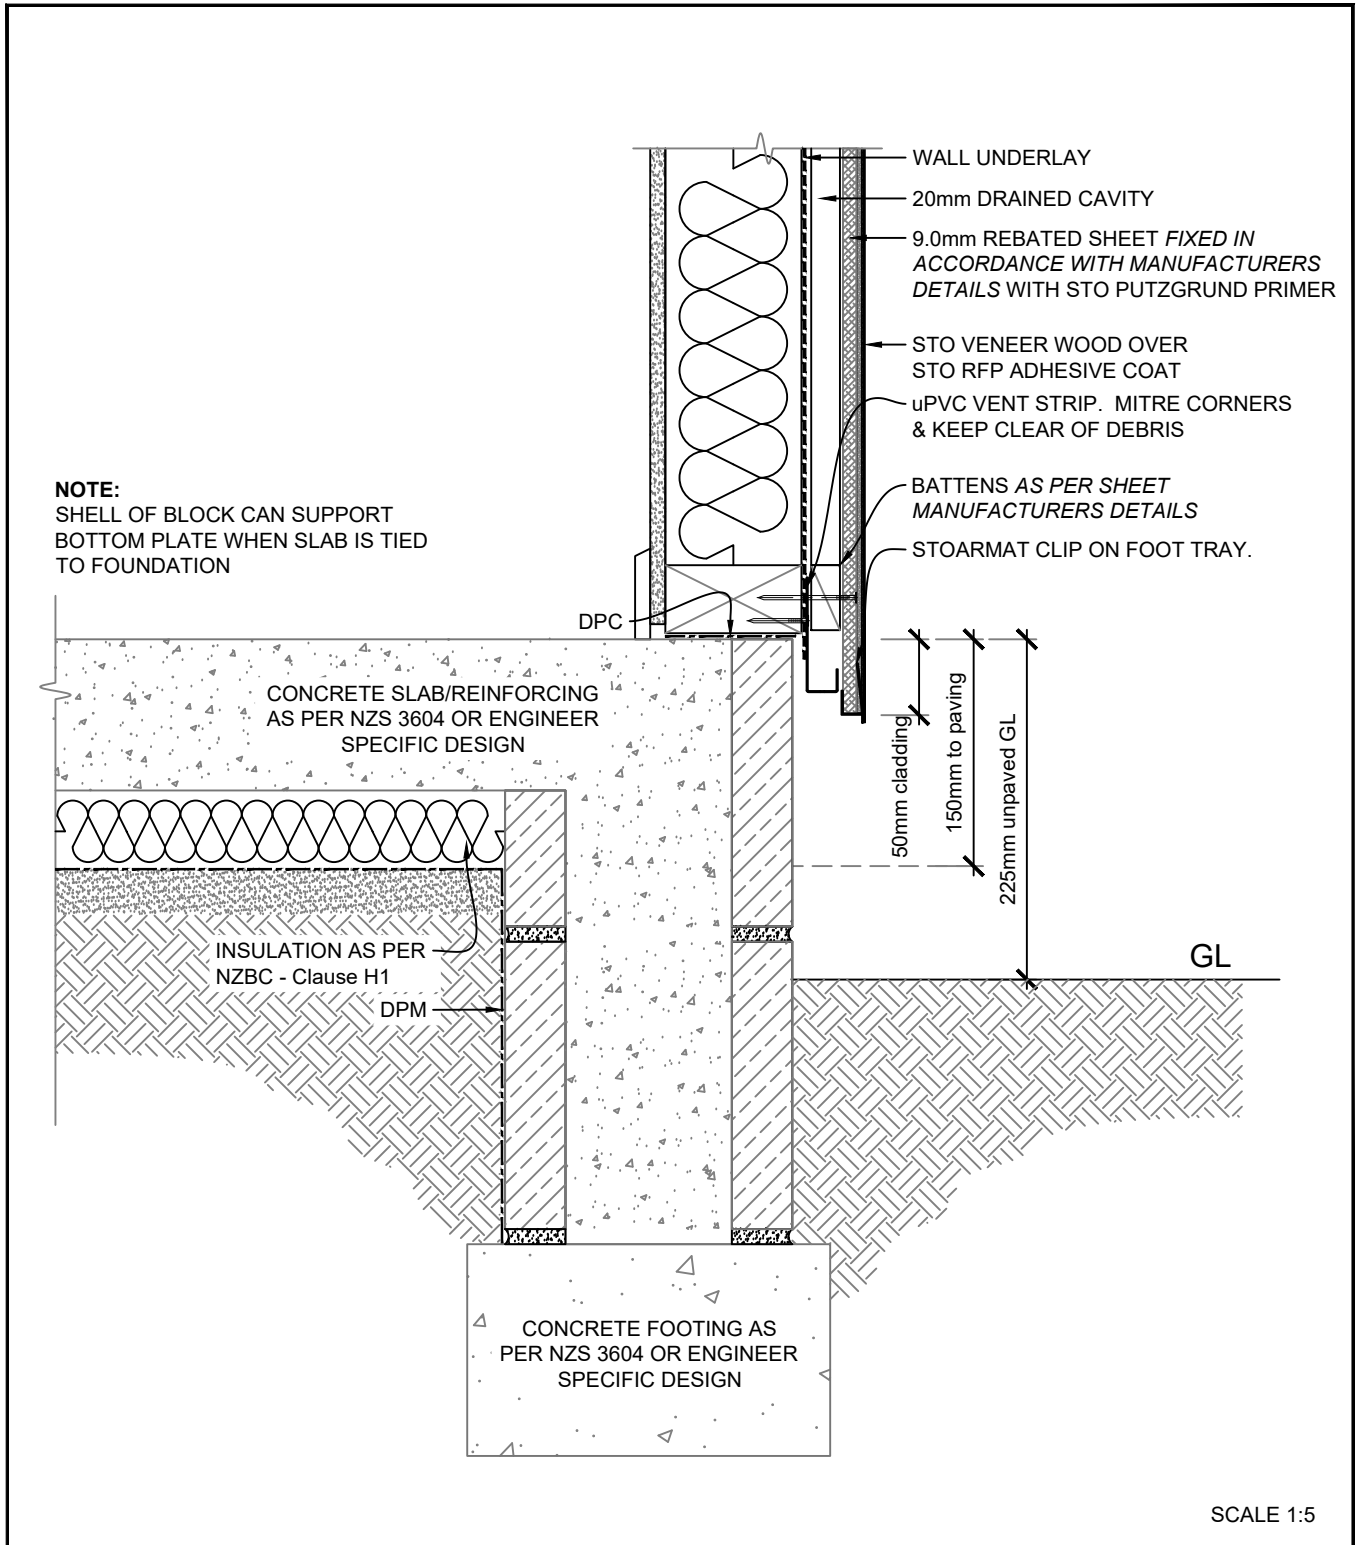 WALL UNDERLAY
20mm DRAINED CAVITY
9.0mm REBATED SHEET FIXED IN
ACCORDANCE WITH MANUFACTURERS
DETAILS WITH STO PUTZGRUND PRIMER
STO VENEER WOOD OVER
STO RFP ADHESIVE COAT
uPVC VENT STRIP. MITRE CORNERS
& KEEP CLEAR OF DEBRIS
BATTENS AS PER SHEET
MANUFACTURERS DETAILS
STOARMAT CLIP ON FOOT TRAY.
NOTE:
SHELL OF BLOCK CAN SUPPORT
BOTTOM PLATE WHEN SLAB IS TIED
TO FOUNDATION
DPC
CONCRETE SLAB/REINFORCING
AS PER NZS 3604 OR ENGINEER
SPECIFIC DESIGN
50mm cladding
150mm to paving
225mm unpaved GL
GL
INSULATION AS PER
NZBC - Clause H1
DPM
CONCRETE FOOTING AS
PER NZS 3604 OR ENGINEER
SPECIFIC DESIGN
SCALE 1:5